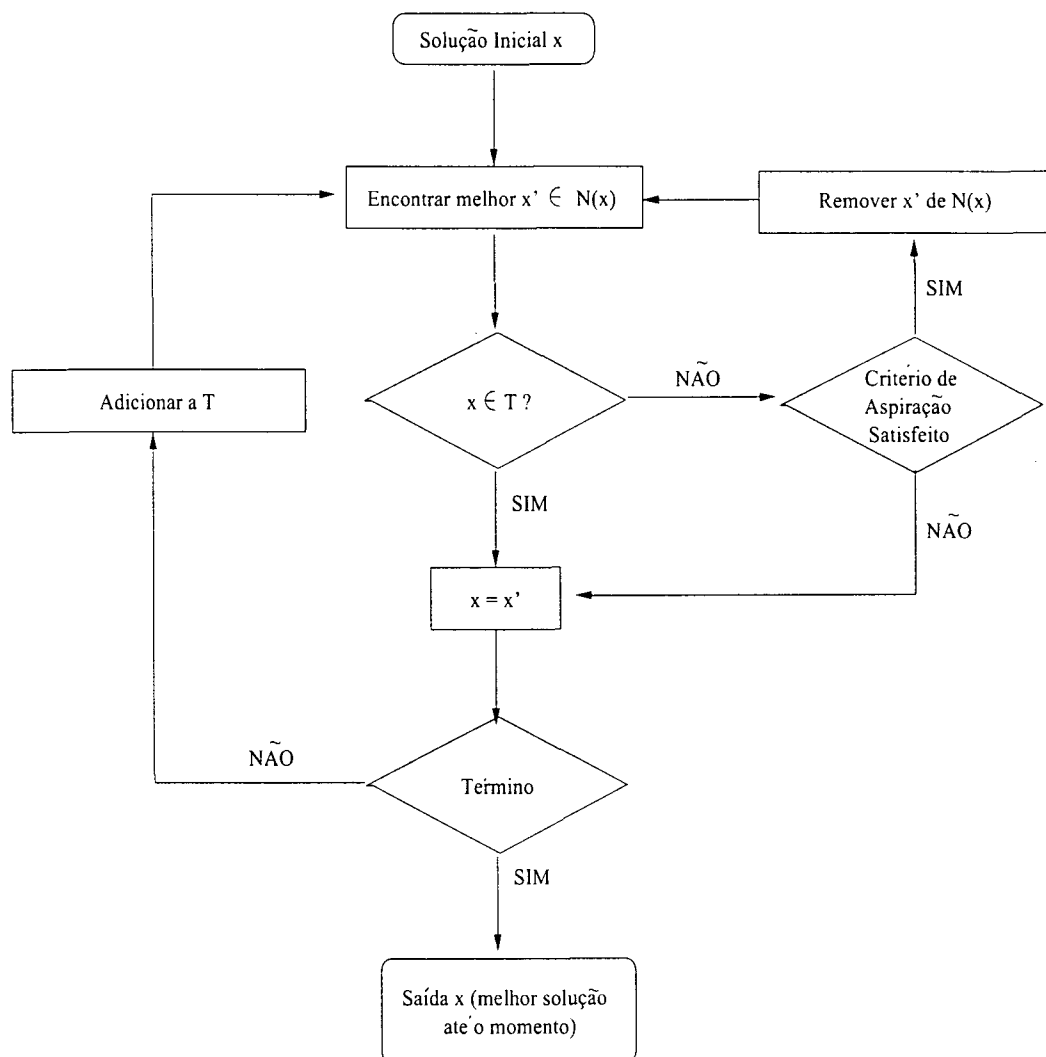 Solução Inicial x
Encontrar melhor x' ∈ N(x)
Remover x' de N(x)
SIM
Adicionar a T
x ∈ T ?
NÃO
Critério de
Aspiração
Satisfeito
SIM
NÃO
x = x'
NÃO
Término
SIM
Saída x (melhor solução
até o momento)